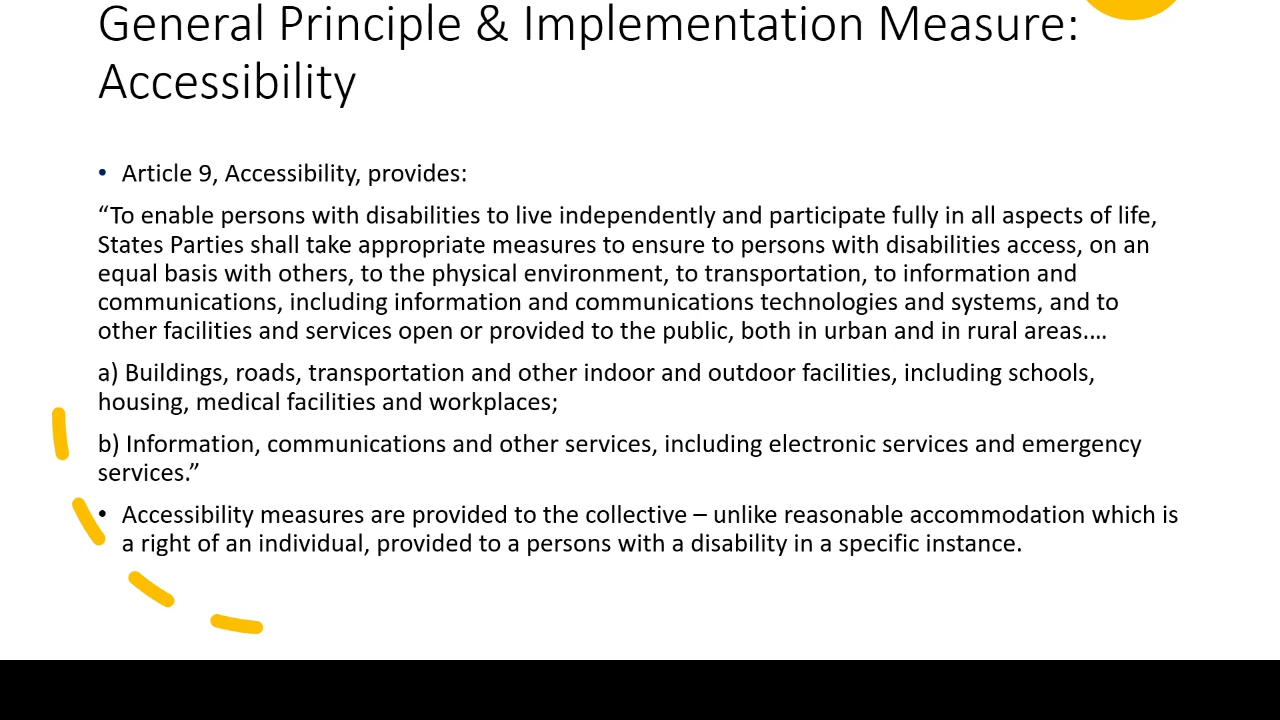 General Principle & Implementation Measure:
Accessibility
• Article 9, Accessibility, provides:
“To enable persons with disabilities to live independently and participate fully in all aspects of life,
States Parties shall take appropriate measures to ensure to persons with disabilities access, on an
equal basis with others, to the physical environment, to transportation, to information and
communications, including information and communications technologies and systems, and to
other facilities and services open or provided to the public, both in urban and in rural areas.…
a) Buildings, roads, transportation and other indoor and outdoor facilities, including schools,
housing, medical facilities and workplaces;
b) Information, communications and other services, including electronic services and emergency
services.”
• Accessibility measures are provided to the collective – unlike reasonable accommodation which is
a right of an individual, provided to a persons with a disability in a specific instance.